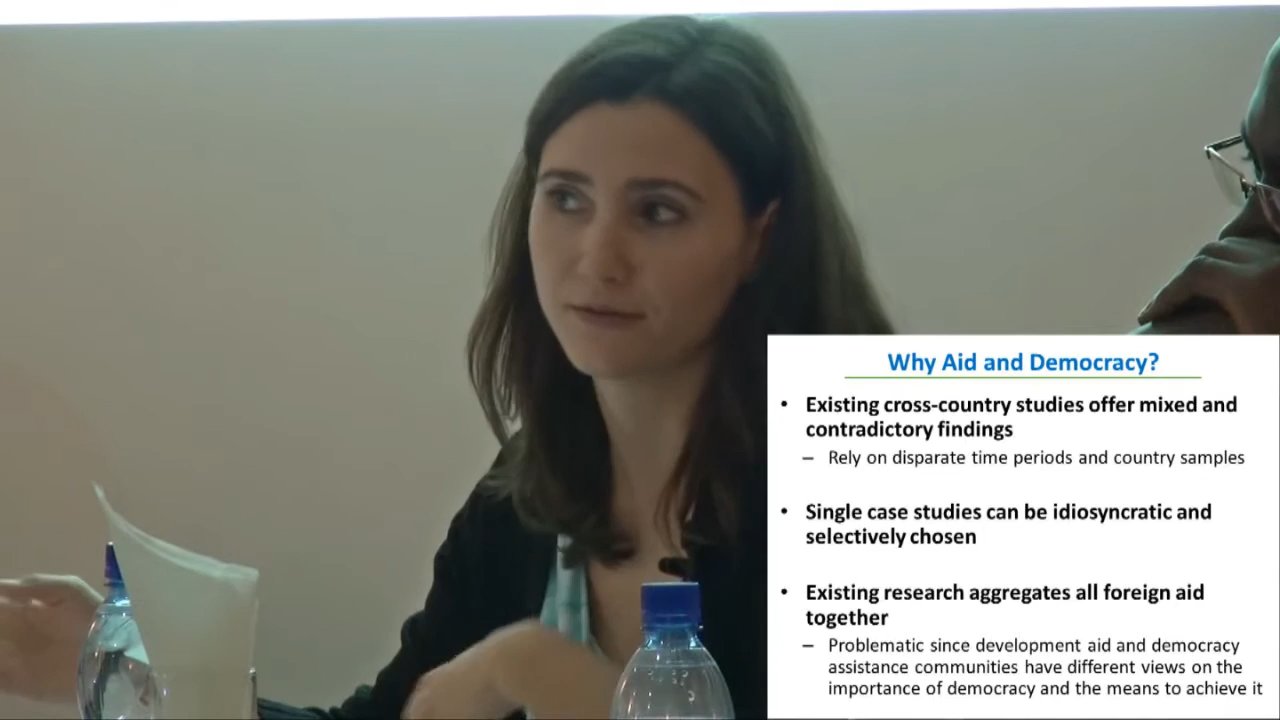 Why Aid and Democracy?
• Existing cross-country studies offer mixed and
contradictory findings
– Rely on disparate time periods and country samples
• Single case studies can be idiosyncratic and
selectively chosen
• Existing research aggregates all foreign aid
together
– Problematic since development aid and democracy
assistance communities have different views on the
importance of democracy and the means to achieve it